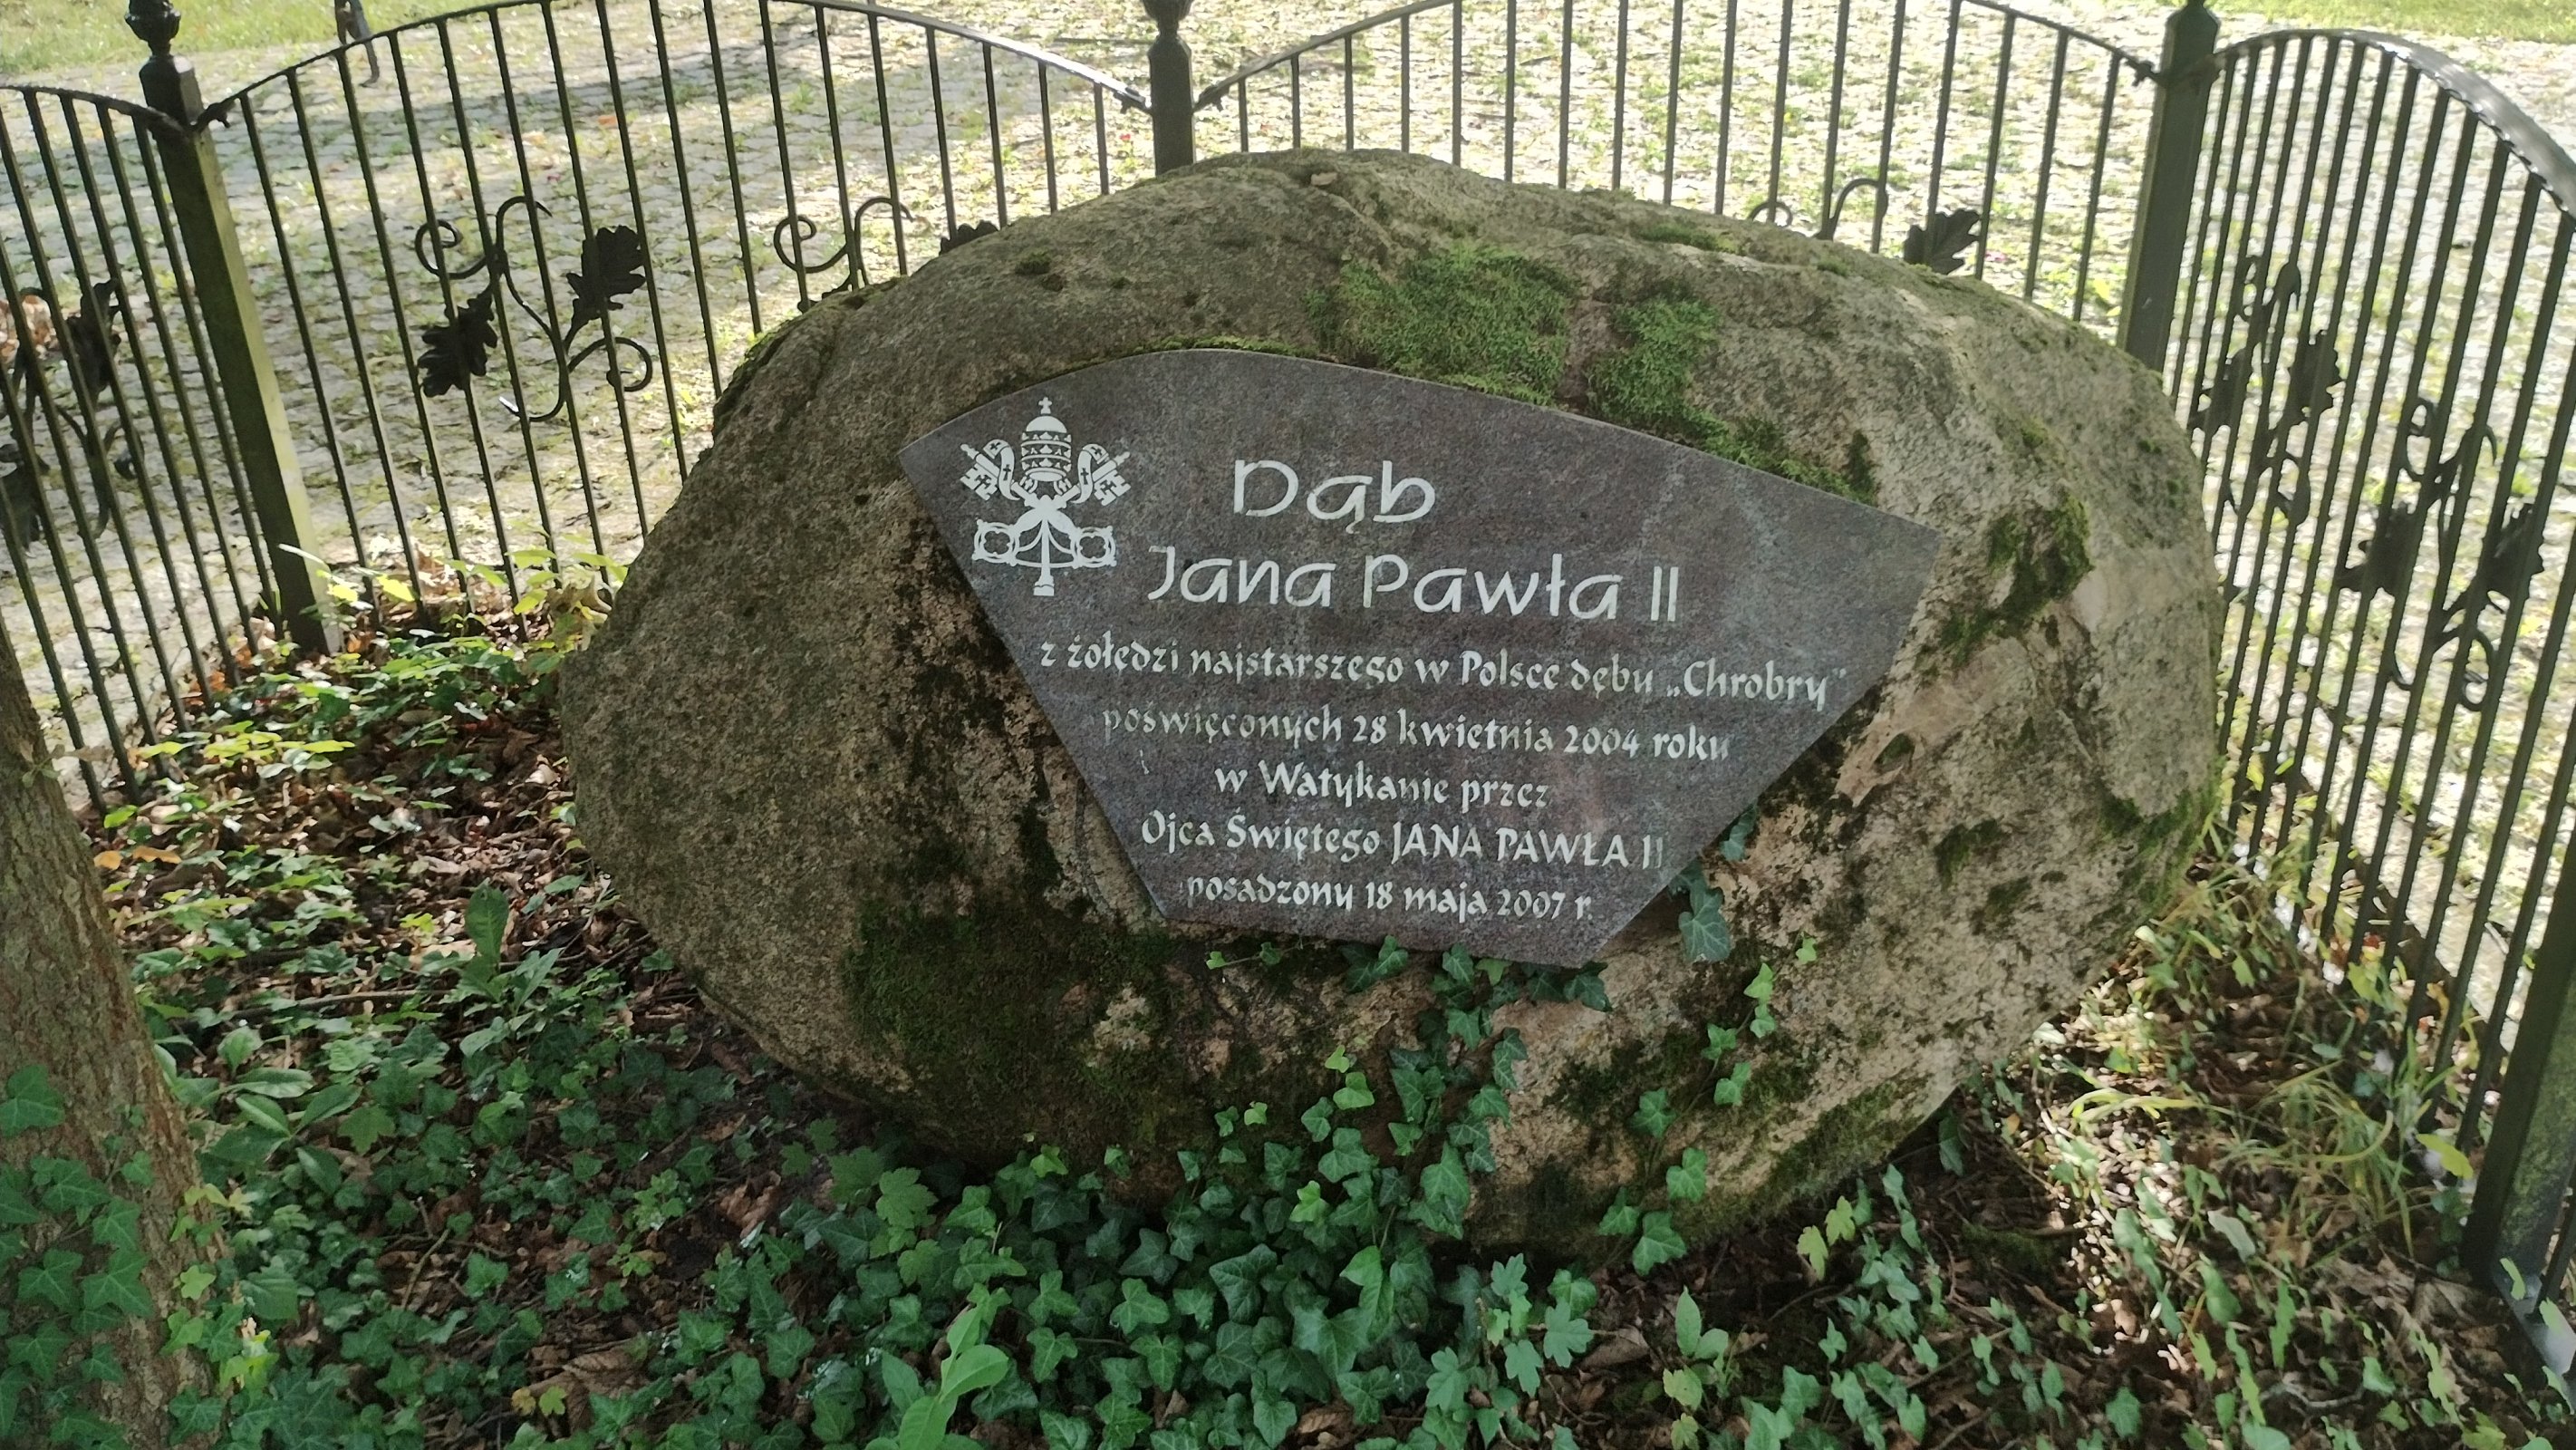 Dąb
Jana Pawła II
z żołędzi najstarszego w Polsce dębu „Chrobry”
poświęconych 28 kwietnia 2004 roku
w Watykanie przez
Ojca Świętego JANA PAWŁA II
posadzony 18 maja 2007 r.